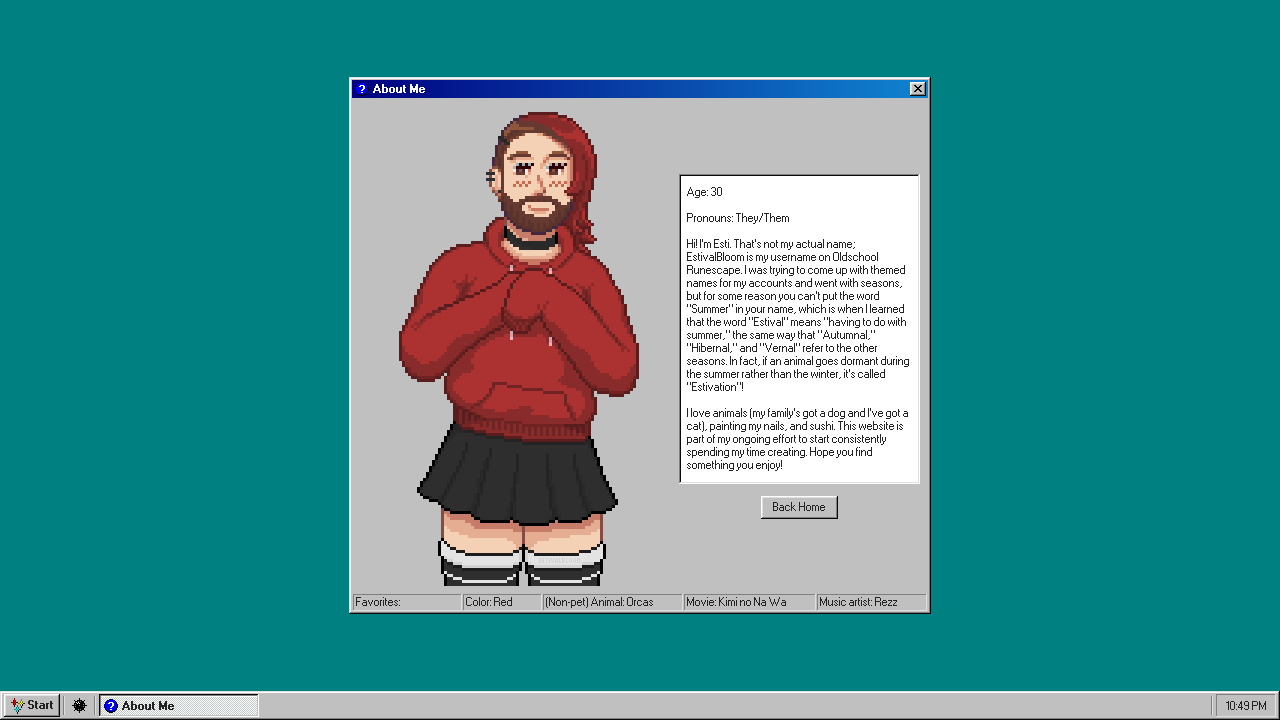 About Me
Age: 30
Pronouns: They/Them
Hi! I'm Esti. That's not my actual name;
EstivalBloom is my username on Oldschool
Runescape. I was trying to come up with themed
names for my accounts and went with seasons,
but for some reason you can't put the word
"Summer" in your name, which is when I learned
that the word "Estival" means "having to do with
summer," the same way that "Autumnal,"
"Hibernal," and "Vernal" refer to the other
seasons. In fact, if an animal goes dormant during
the summer rather than the winter, it's called
"Estivation"!
I love animals (my family's got a dog and I've got a
cat), painting my nails, and sushi. This website is
part of my ongoing effort to start consistently
spending my time creating. Hope you find
something you enjoy!
Back Home
Favorites:
Color: Red
(Non-pet) Animal: Orcas
Movie: Kimi no Na Wa
Music artist: Rezz
Start
About Me
10:49 PM